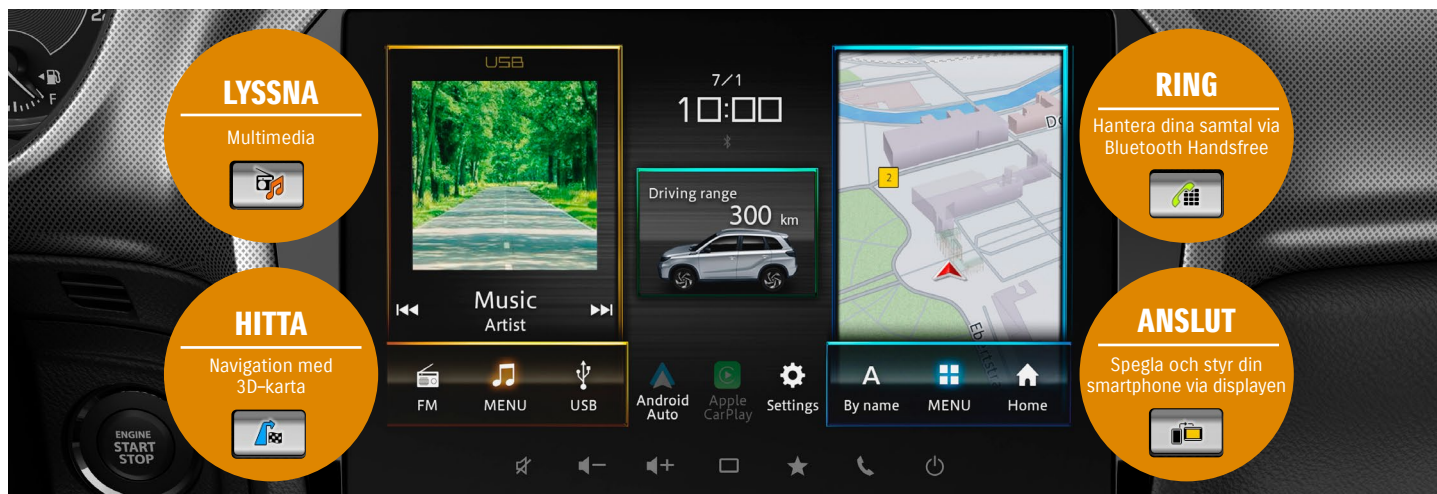 LYSSNA
Multimedia
HITTA
Navigation med
3D-karta
F
ENGINE
START
STOP
USB
Music
Artist
FM
MENU
USB
7/1
10:00
Driving range
300 km
Android
Auto
Apple
CarPlay
Settings
2
Do
Ebertstra
A
By name
MENU
Home
RING
Hantera dina samtal via
Bluetooth Handsfree
ANSLUT
Spegla och styr din
smartphone via displayen